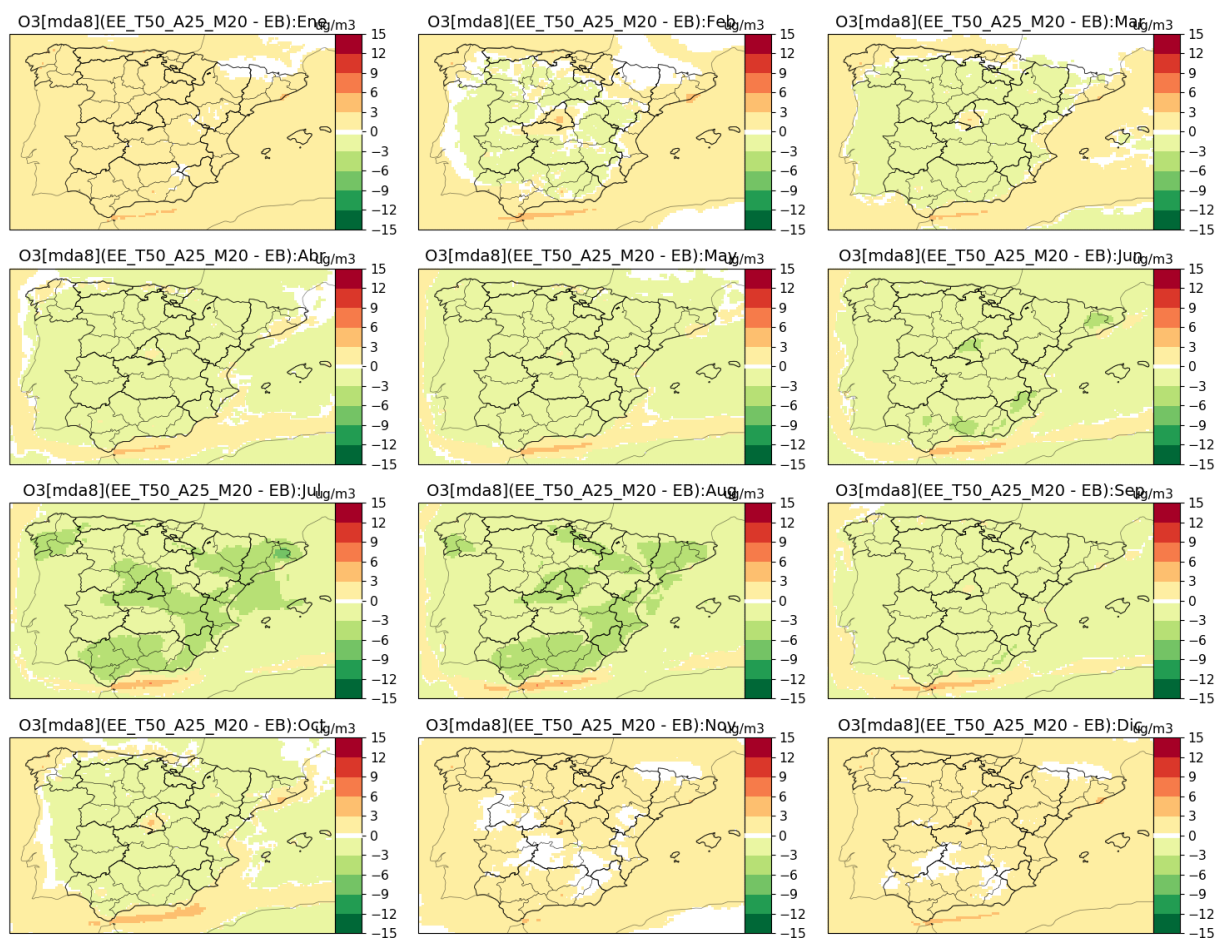 O3[mda8](EE_T50_A25_M20 - EB):Ene ug/m3 O3[mda8](EE_T50_A25_M20 - EB):Feb ug/m3 O3[mda8](EE_T50_A25_M20 - EB):Mar ug/m3
15 15 15
12 12 12
9 9 9
6 6 6
3 3 3
0 0 0
−3 −3 −3
−6 −6 −6
−9 −9 −9
−12 −12 −12
−15 −15 −15
O3[mda8](EE_T50_A25_M20 - EB):Abr ug/m3 O3[mda8](EE_T50_A25_M20 - EB):May ug/m3 O3[mda8](EE_T50_A25_M20 - EB):Jun ug/m3
15 15 15
12 12 12
9 9 9
6 6 6
3 3 3
0 0 0
−3 −3 −3
−6 −6 −6
−9 −9 −9
−12 −12 −12
−15 −15 −15
O3[mda8](EE_T50_A25_M20 - EB):Jul ug/m3 O3[mda8](EE_T50_A25_M20 - EB):Aug ug/m3 O3[mda8](EE_T50_A25_M20 - EB):Sep ug/m3
15 15 15
12 12 12
9 9 9
6 6 6
3 3 3
0 0 0
−3 −3 −3
−6 −6 −6
−9 −9 −9
−12 −12 −12
−15 −15 −15
O3[mda8](EE_T50_A25_M20 - EB):Oct ug/m3 O3[mda8](EE_T50_A25_M20 - EB):Nov ug/m3 O3[mda8](EE_T50_A25_M20 - EB):Dic ug/m3
15 15 15
12 12 12
9 9 9
6 6 6
3 3 3
0 0 0
−3 −3 −3
−6 −6 −6
−9 −9 −9
−12 −12 −12
−15 −15 −15